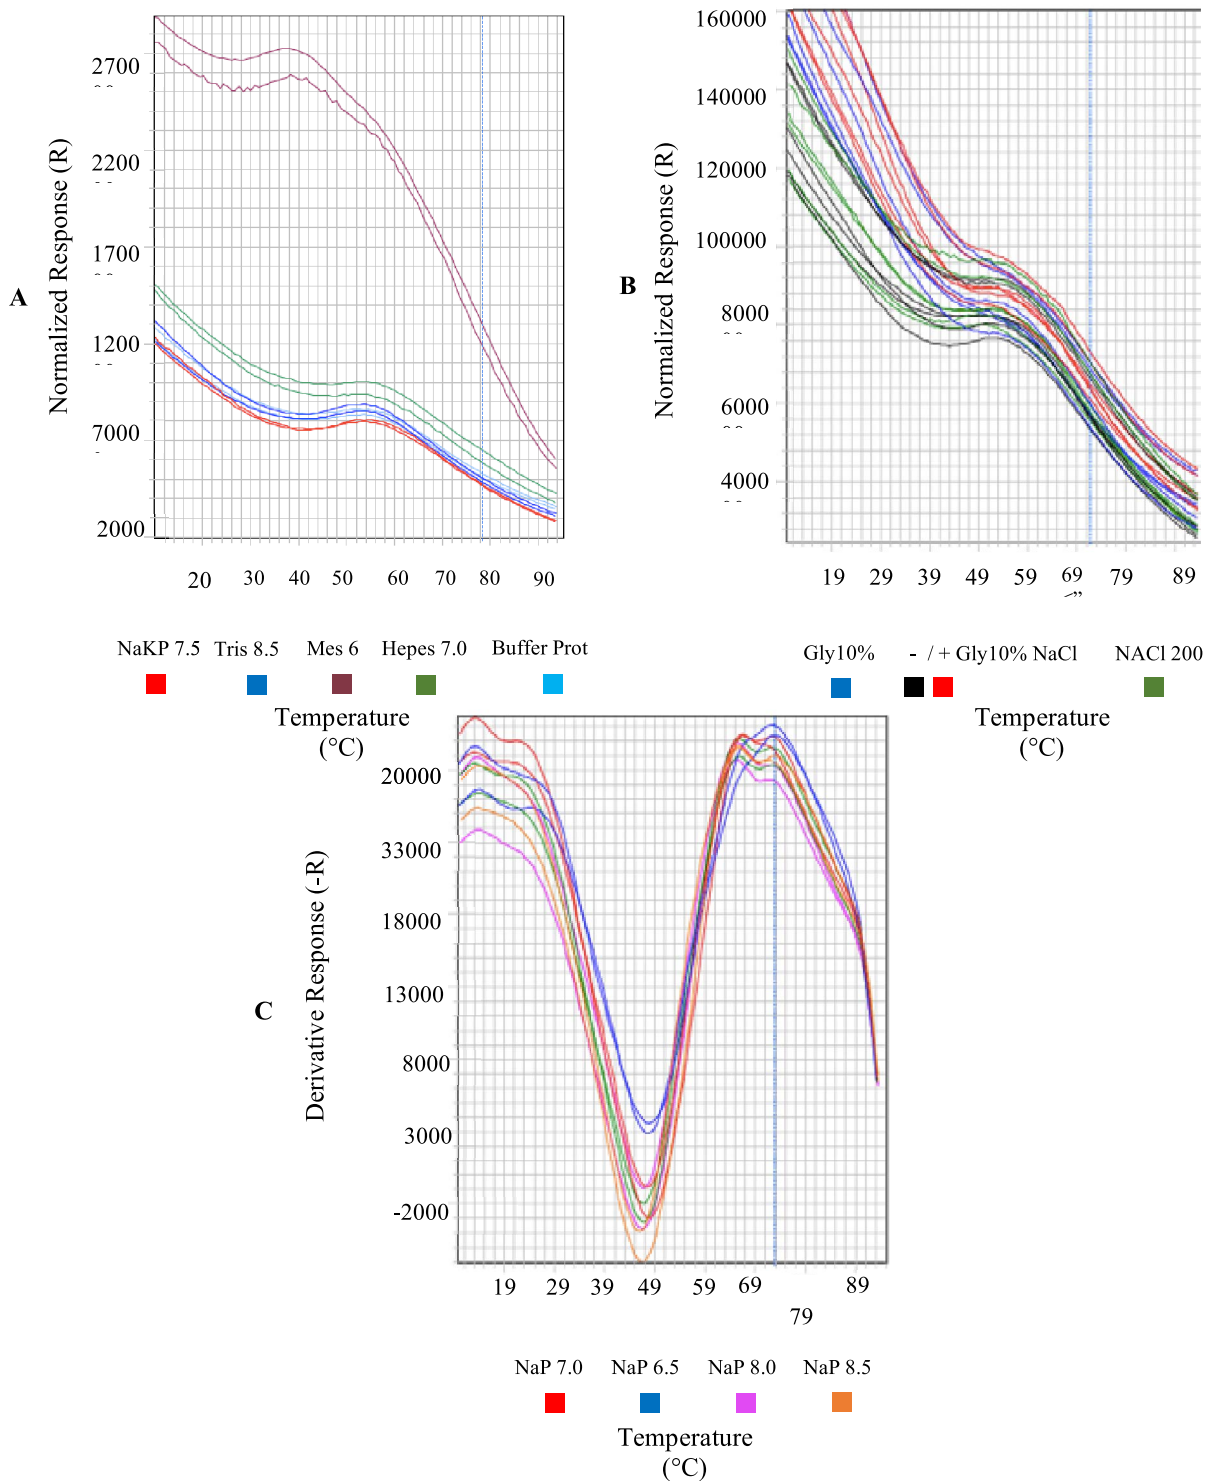 A
Normalized Response (R)
2700
2200
1700
1200
7000
2000
20 30 40 50 60 70 80 90
NaKP 7.5 Tris 8.5 Mes 6 Hepes 7.0 Buffer Prot
Temperature
(°C)
B
Normalized Response (R)
160000
140000
120000
100000
8000
6000
4000
19 29 39 49 59 69 79 89
Gly10% - / + Gly10% NaCl NACl 200
Temperature
(°C)
C
Derivative Response (-R)
20000
33000
18000
13000
8000
3000
-2000
19 29 39 49 59 69 89
79
NaP 7.0 NaP 6.5 NaP 8.0 NaP 8.5
Temperature
(°C)